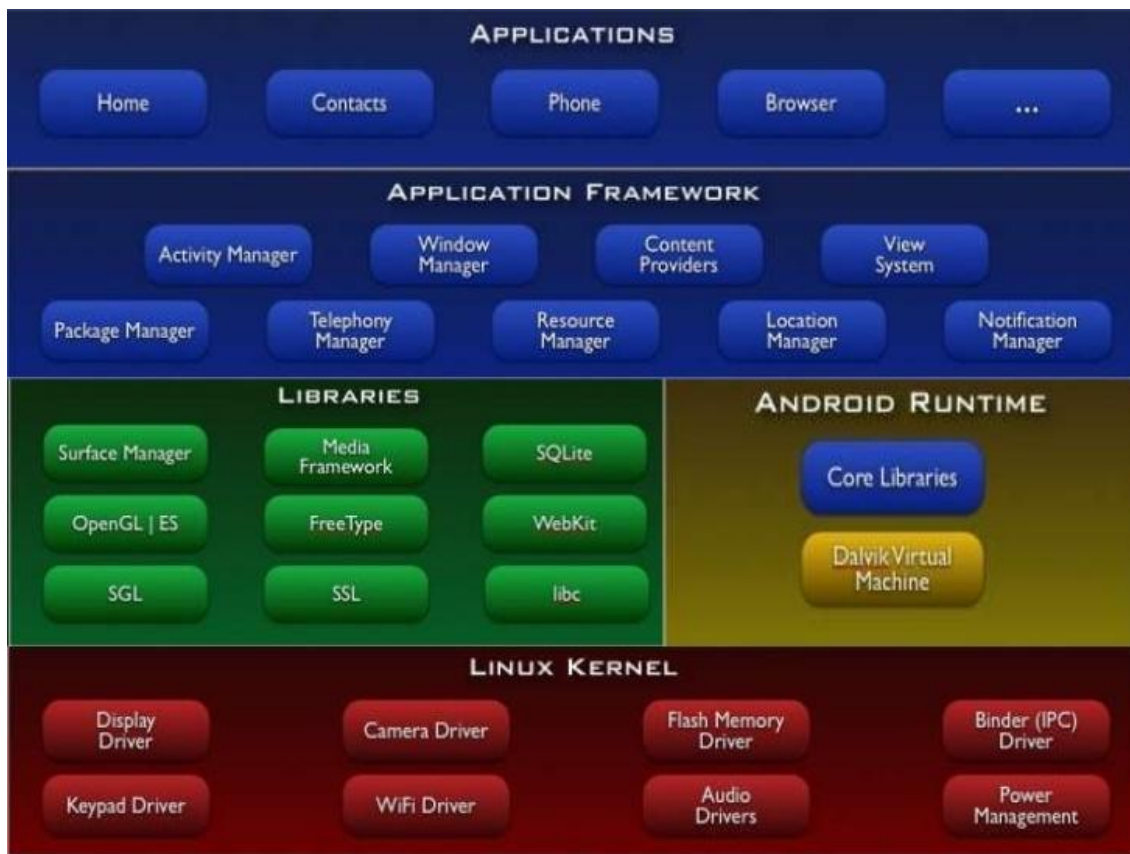 APPLICATIONS
Home
Contacts
Phone
Browser
...
APPLICATION FRAMEWORK
Activity Manager
Window
Manager
Content
Providers
View
System
Package Manager
Telephony
Manager
Resource
Manager
Location
Manager
Notification
Manager
LIBRARIES
Surface Manager
Media
Framework
SQLite
OpenGL | ES
FreeType
WebKit
SGL
SSL
libc
ANDROID RUNTIME
Core Libraries
Dalvik Virtual
Machine
LINUX KERNEL
Display
Driver
Camera Driver
Flash Memory
Driver
Binder (IPC)
Driver
Keypad Driver
WiFi Driver
Audio
Drivers
Power
Management